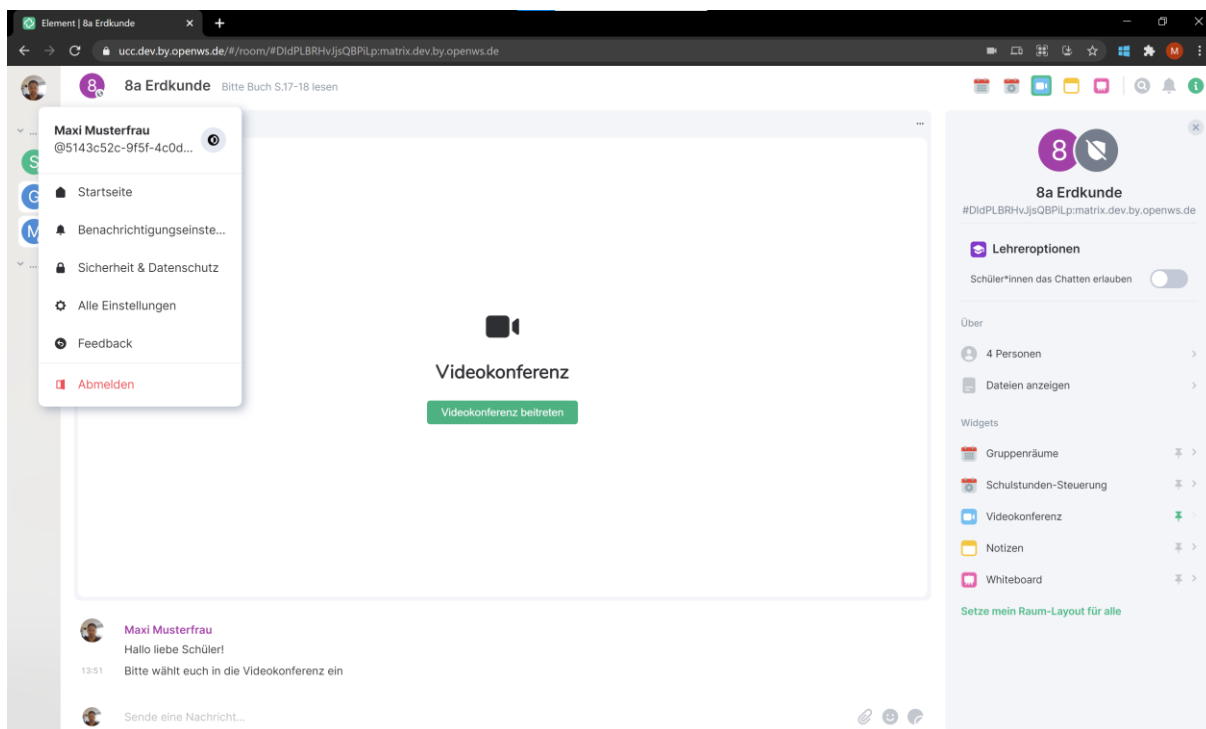 Element | 8a Erdkunde
ucc.dev.by.openws.de/#/room/#DldPLBRHvJjsQBPiLp:matrix.dev.by.openws.de
M
8
8a Erdkunde Bitte Buch S.17-18 lesen
Maxi Musterfrau
@5143c52c-9f5f-4c0d...
S
G
M
Startseite
Benachrichtigungseinste...
Sicherheit & Datenschutz
Alle Einstellungen
Feedback
Abmelden
Videokonferenz
Videokonferenz beitreten
Maxi Musterfrau
Hallo liebe Schüler!
13:51 Bitte wählt euch in die Videokonferenz ein
Sende eine Nachricht...
8
8a Erdkunde
#DldPLBRHvJjsQBPiLp:matrix.dev.by.openws.de
Lehreroptionen
Schüler*innen das Chatten erlauben
Über
4 Personen
Dateien anzeigen
Widgets
Gruppenräume
Schulstunden-Steuerung
Videokonferenz
Notizen
Whiteboard
Setze mein Raum-Layout für alle